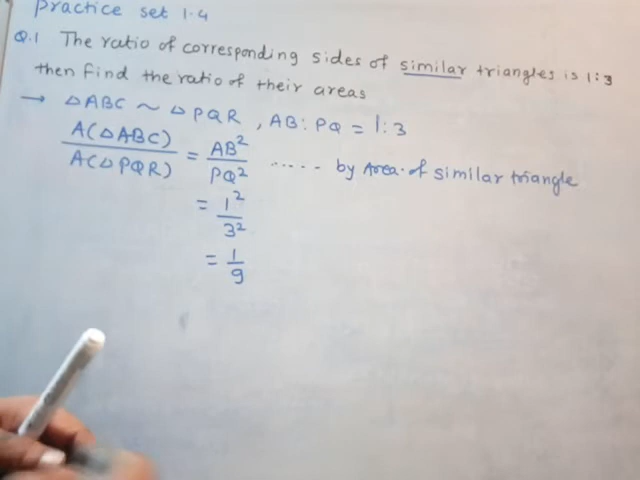 Practice set 1.4
Q.1 The ratio of corresponding sides of similar triangles is 1:3
then find the ratio of their areas
→ △ABC ~ △PQR, AB:PQ = 1:3
A(△ABC)/A(△PQR) = AB²/PQ² ..... by Area of similar triangle
= 1²/3²
= 1/9